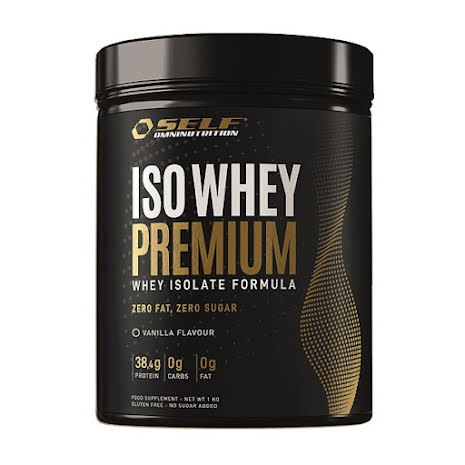 SELF
OMNINUTRITION
ISO WHEY
PREMIUM
WHEY ISOLATE FORMULA
ZERO FAT, ZERO SUGAR
VANILLA FLAVOUR
38,4g 0g 0g
PROTEIN CARBS FAT
FOOD SUPPLEMENT - NET WT 1 KG
GLUTEN FREE - NO SUGAR ADDED